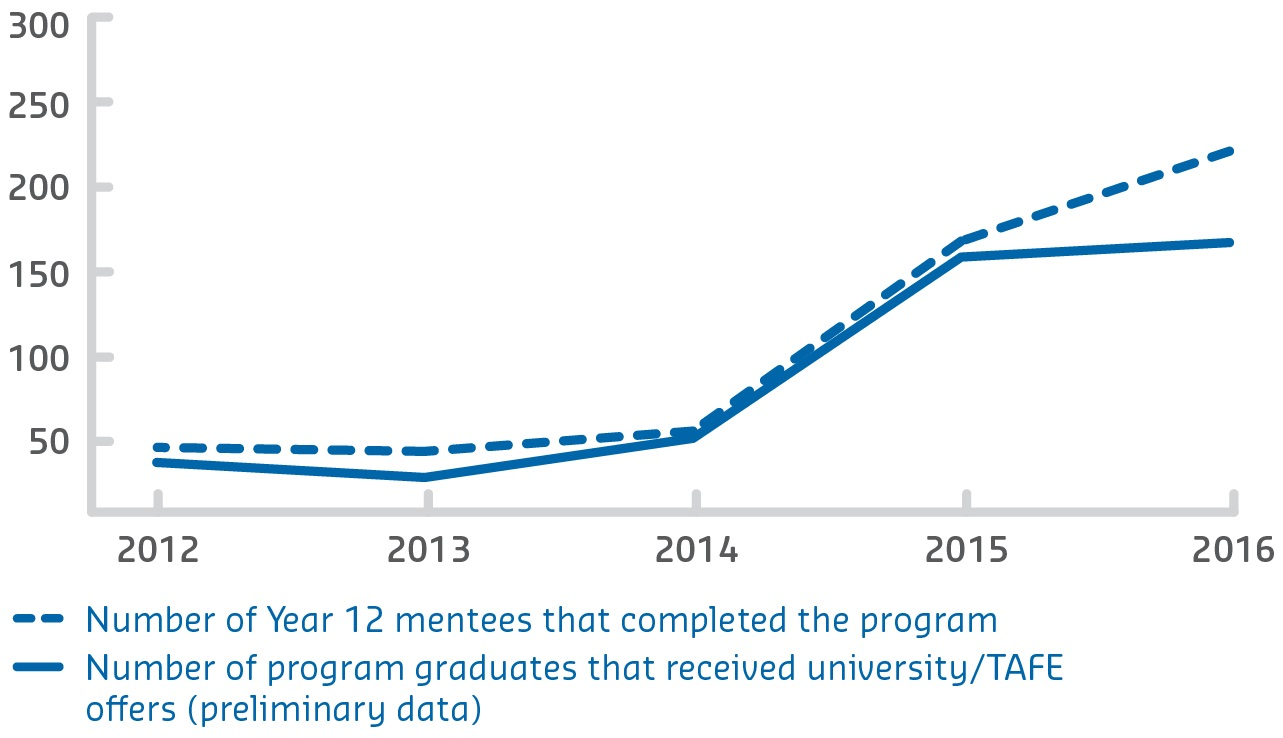 300
250
200
150
100
50
2012 2013 2014 2015 2016
Number of Year 12 mentees that completed the program
Number of program graduates that received university/TAFE
offers (preliminary data)